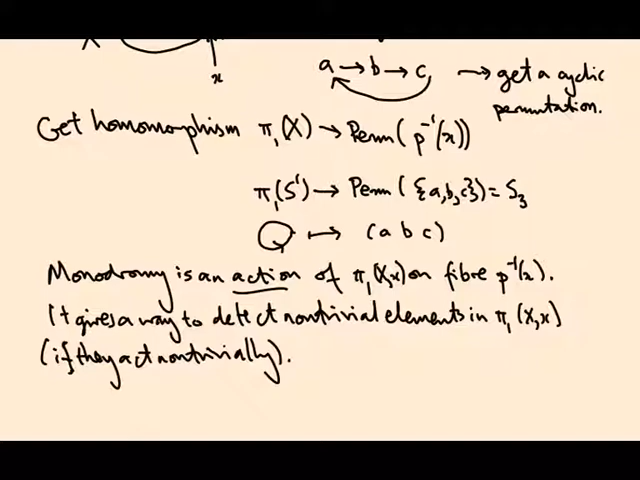 x
a → b → c → get a cyclic
permutation.
Get homomorphism π₁(X) → Perm(p⁻¹(x))
π₁(S¹) → Perm({a,b,c}) = S₃
↦ (a b c)
Monodromy is an action of π₁(X,x) on fibre p⁻¹(x).
It gives a way to detect nontrivial elements in π₁(X,x)
(if they act nontrivially).